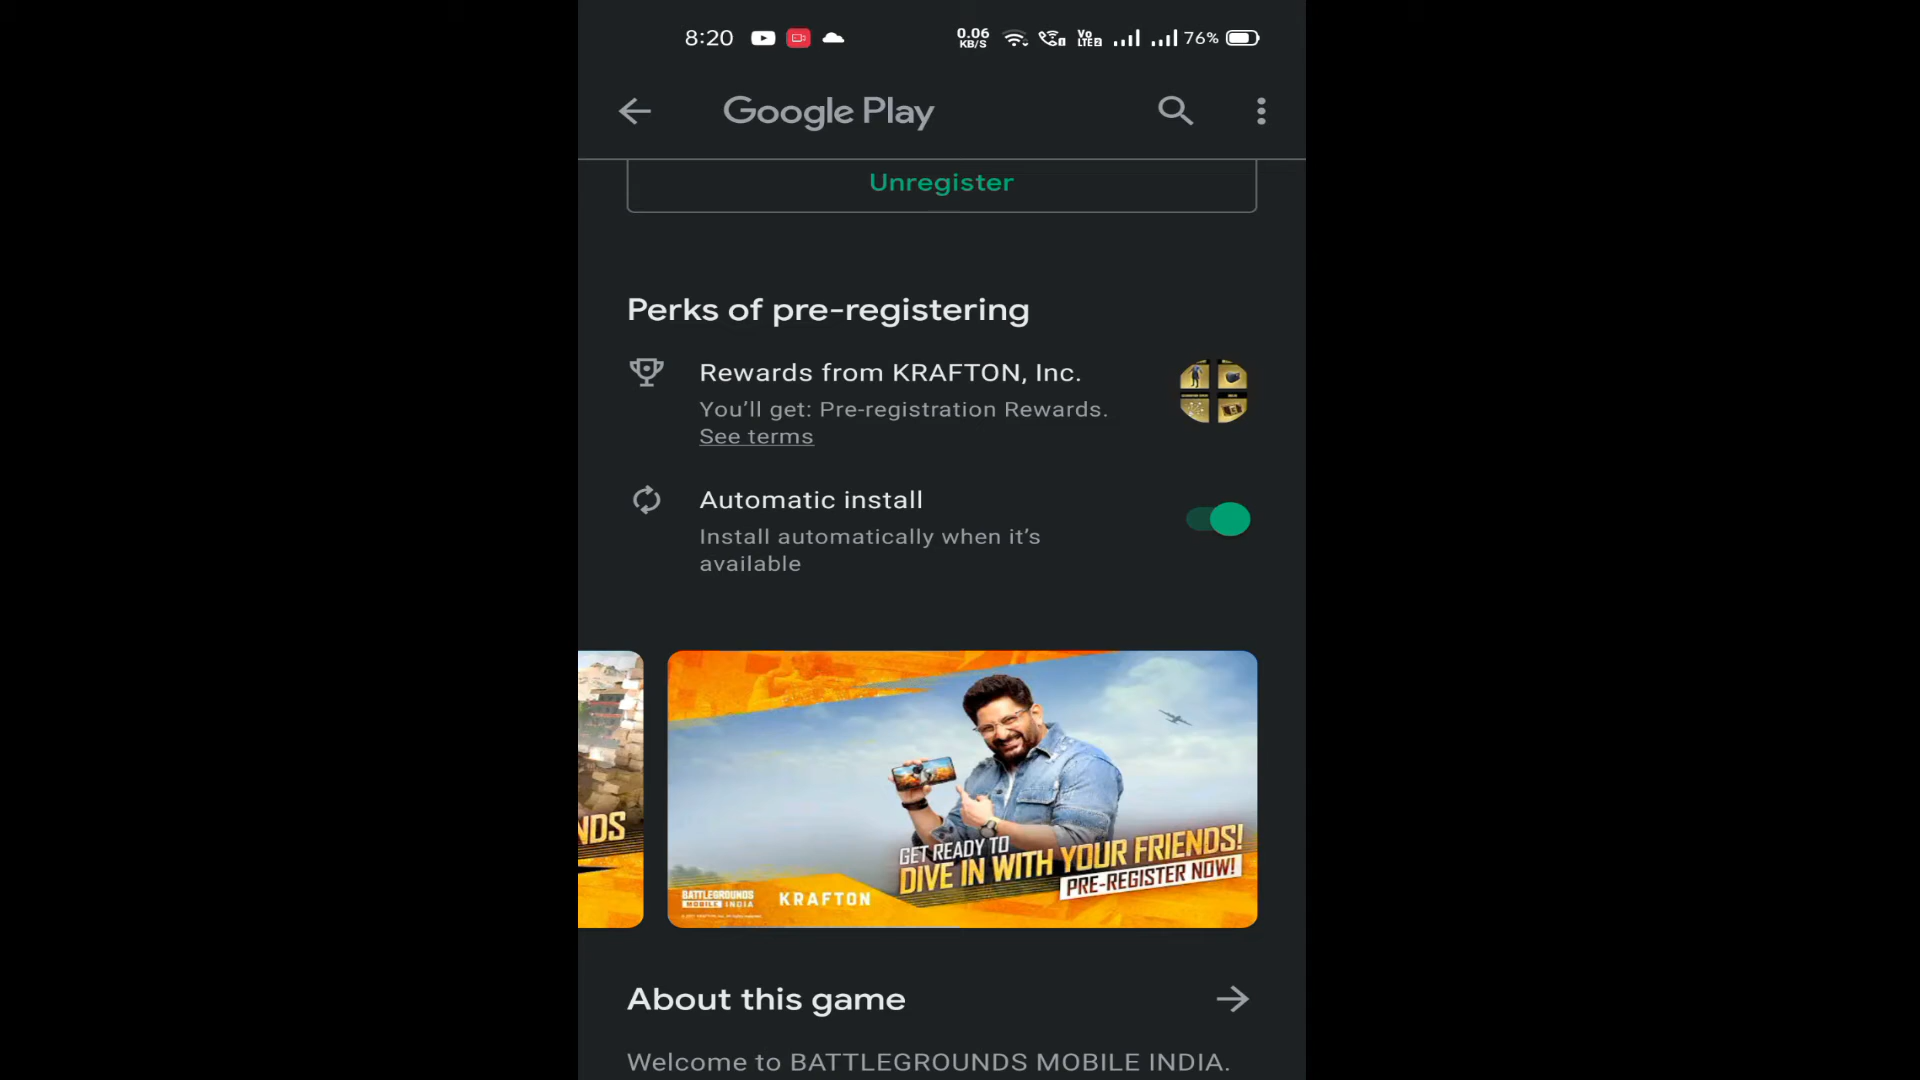 8:20
0.06
KB/S
Vo
LTE2
76%
Google Play
Unregister
Perks of pre-registering
Rewards from KRAFTON, Inc.
You'll get: Pre-registration Rewards.
See terms
Automatic install
Install automatically when it's
available
NDS
GET READY TO
DIVE IN WITH YOUR FRIENDS!
PRE-REGISTER NOW!
BATTLEGROUNDS
MOBILE INDIA
KRAFTON
About this game
Welcome to BATTLEGROUNDS MOBILE INDIA.